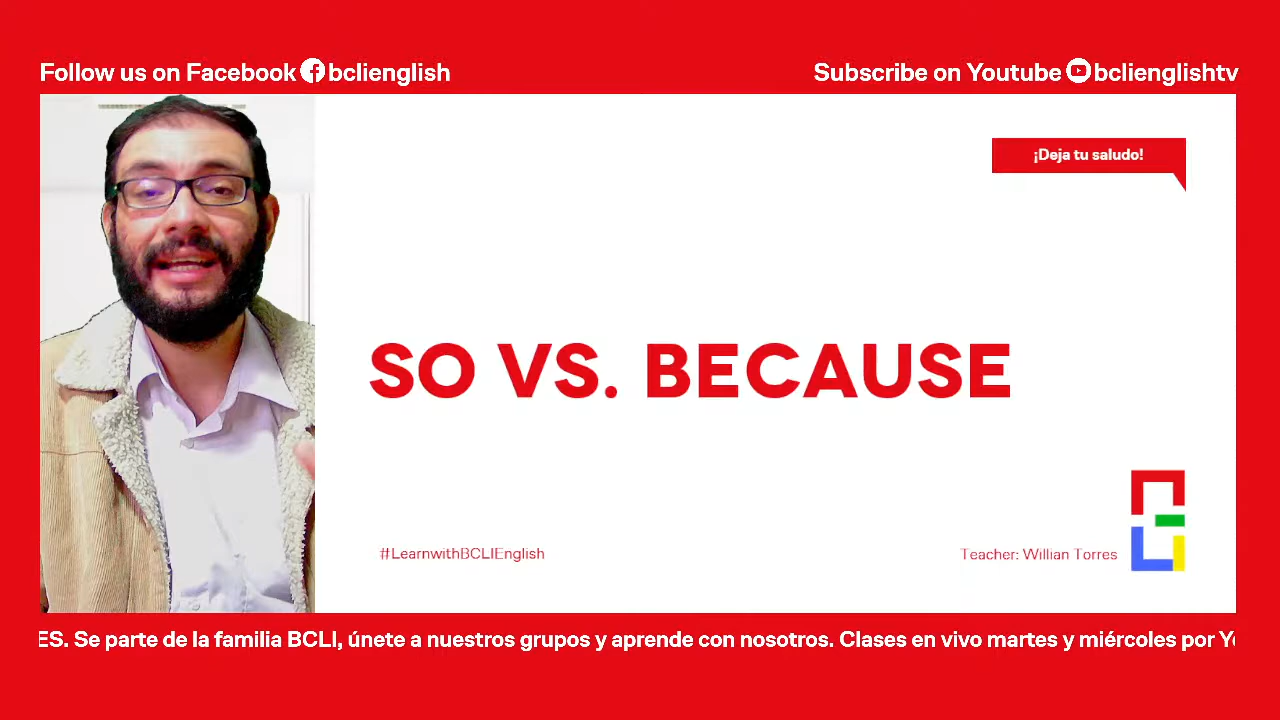 Follow us on Facebook bclienglish
Subscribe on Youtube bclienglishtv
¡Deja tu saludo!
SO VS. BECAUSE
#LearnwithBCLIEnglish
Teacher: Willian Torres
ES. Se parte de la familia BCLI, únete a nuestros grupos y aprende con nosotros. Clases en vivo martes y miércoles por